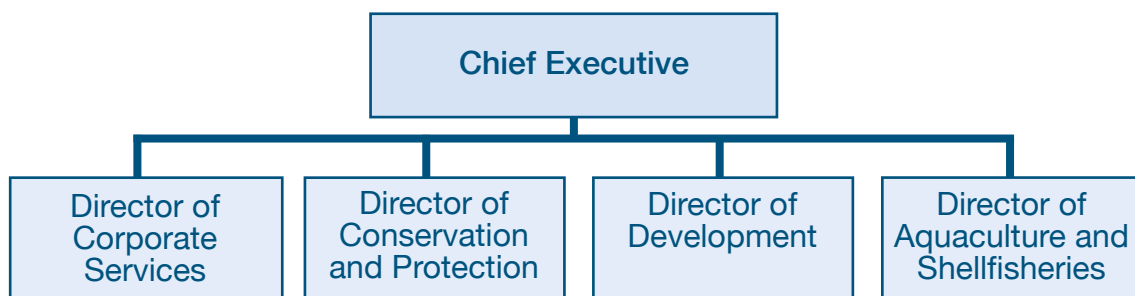 Chief Executive
Director of
Corporate
Services
Director of
Conservation
and Protection
Director of
Development
Director of
Aquaculture and
Shellfisheries